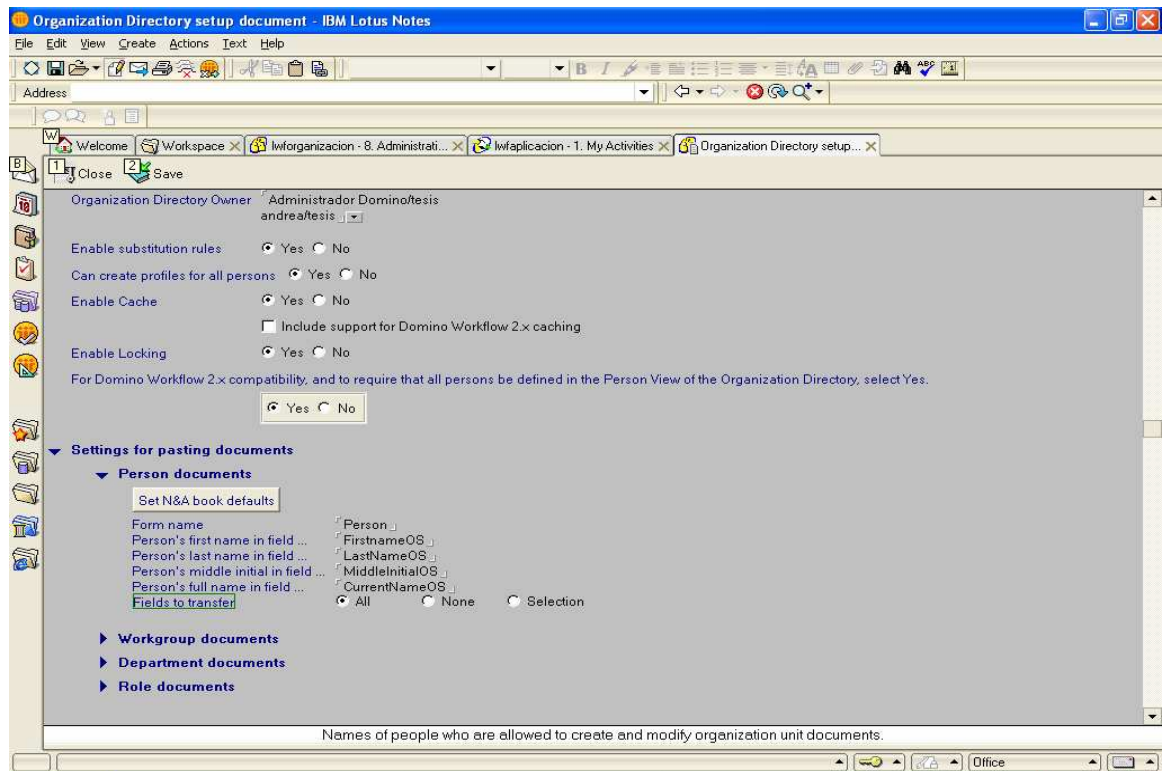 Organization Directory setup document - IBM Lotus Notes
File Edit View Create Actions Text Help
Address
W
Welcome Workspace lwforganizacion - 8. Administrati... lwfaplicacion - 1. My Activities Organization Directory setup...
B 1 Close 2 Save
Organization Directory Owner Administrador Domino/tesis
andrea/tesis
Enable substitution rules Yes No
Can create profiles for all persons Yes No
Enable Cache Yes No
Include support for Domino Workflow 2.x caching
Enable Locking Yes No
For Domino Workflow 2.x compatibility, and to require that all persons be defined in the Person View of the Organization Directory, select Yes.
Yes No
Settings for pasting documents
Person documents
Set N&A book defaults
Form name Person
Person's first name in field ... FirstnameOS
Person's last name in field ... LastNameOS
Person's middle initial in field ... MiddleInitialOS
Person's full name in field ... CurrentNameOS
Fields to transfer All None Selection
Workgroup documents
Department documents
Role documents
Names of people who are allowed to create and modify organization unit documents.
Office